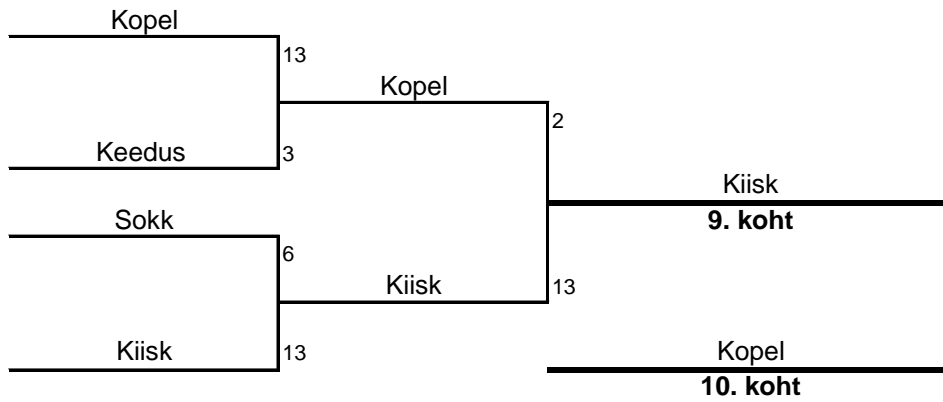 Kopel
13
Kopel
2
Keedus
3
Kiisk
9. koht
Sokk
6
Kiisk
13
Kiisk
13
Kopel
10. koht